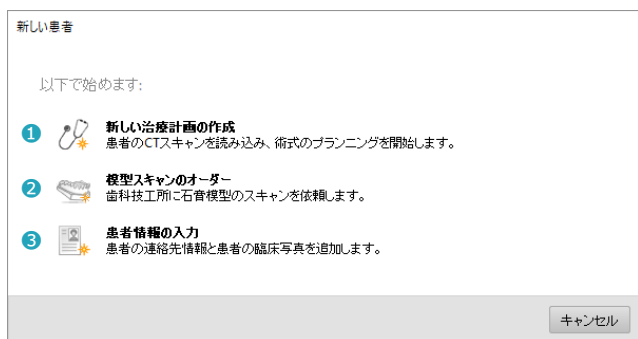 新しい患者
以下で始めます:
1 新しい治療計画の作成
患者のCTスキャンを読み込み、術式のプランニングを開始します。
2 模型スキャンのオーダー
歯科技工所に石膏模型のスキャンを依頼します。
3 患者情報の入力
患者の連絡先情報と患者の臨床写真を追加します。
キャンセル